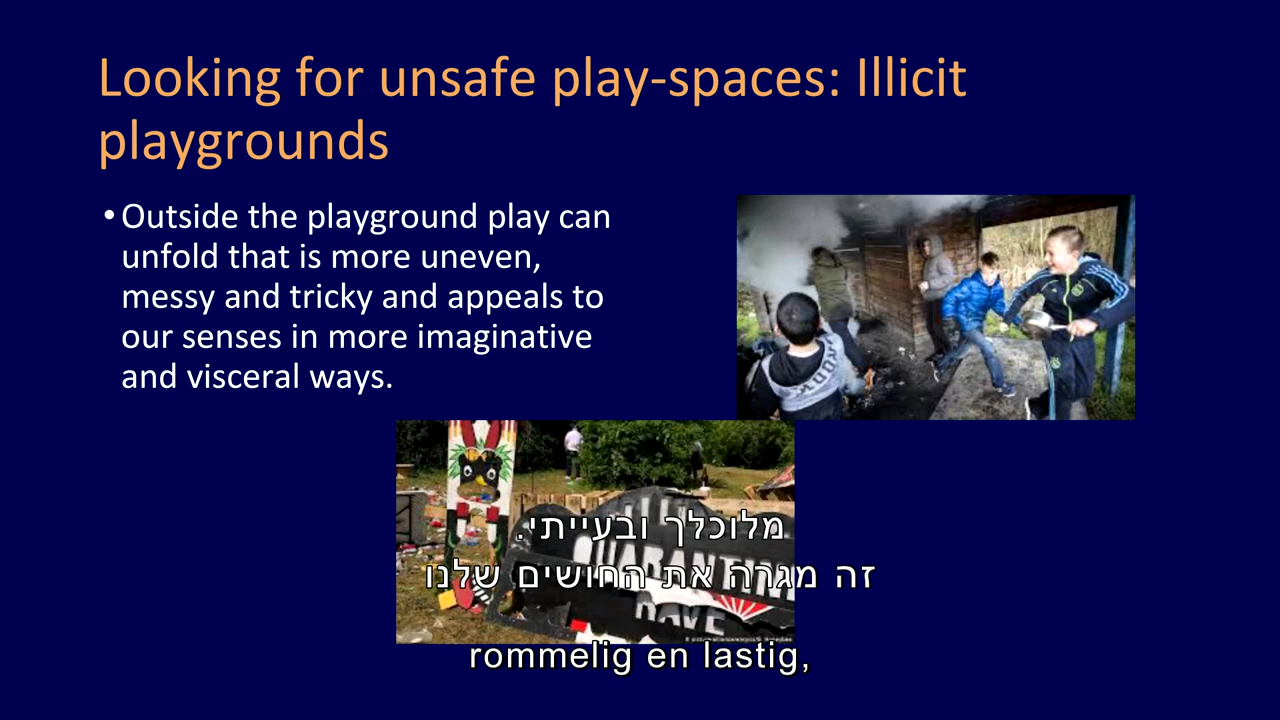 Looking for unsafe play-spaces: Illicit
playgrounds
•Outside the playground play can
unfold that is more uneven,
messy and tricky and appeals to
our senses in more imaginative
and visceral ways.
QUARANTINE
RAVE
מלוכלך ובעייתי.
זה מגרה את החושים שלנו
rommelig en lastig,